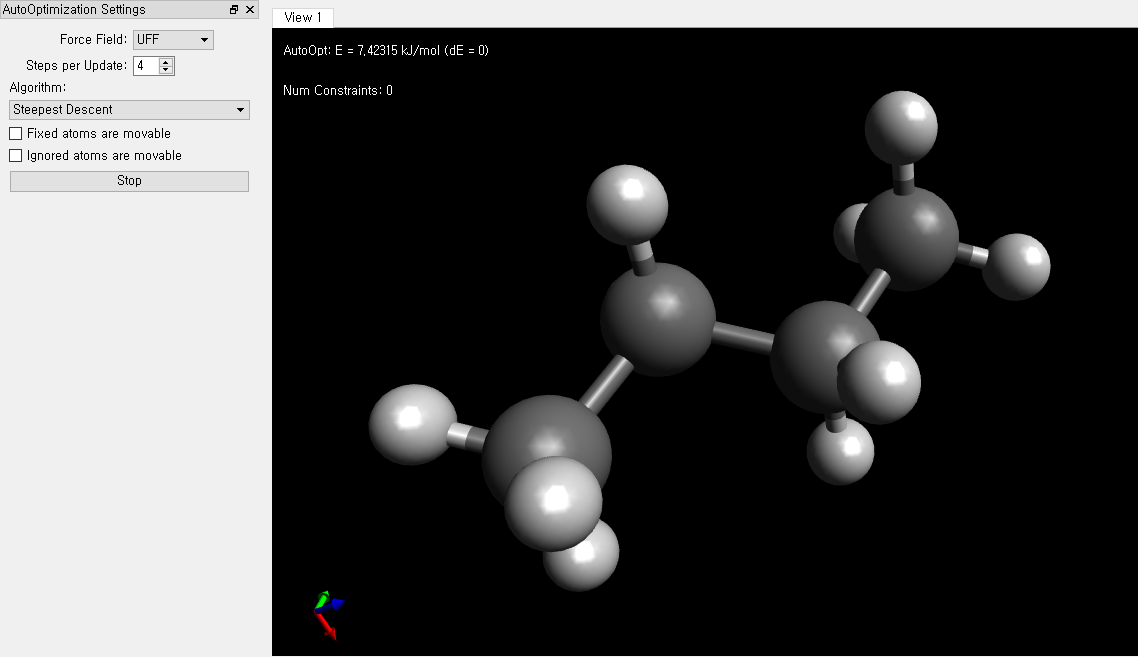 AutoOptimization Settings
Force Field: UFF
Steps per Update: 4
Algorithm:
Steepest Descent
Fixed atoms are movable
Ignored atoms are movable
Stop
View 1
AutoOpt: E = 7,42315 kJ/mol (dE = 0)
Num Constraints: 0